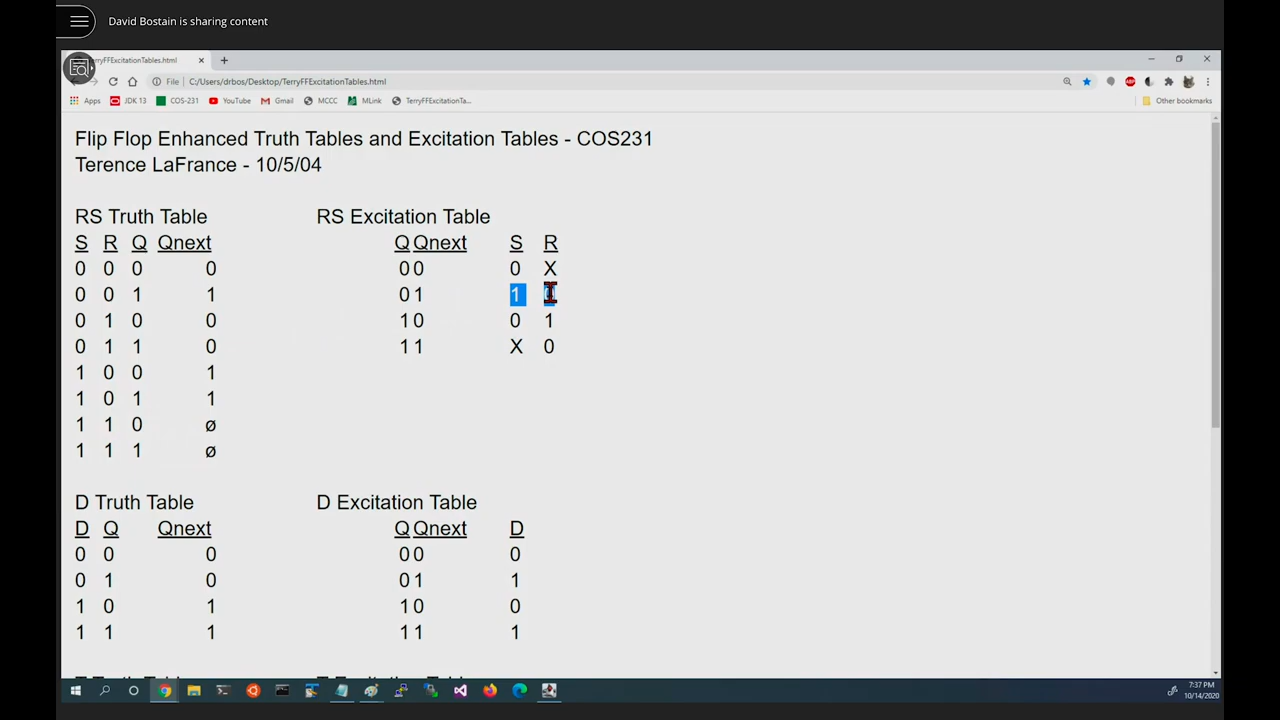 David Bostain is sharing content
TerryFFExcitationTables.html
File C:/Users/drbos/Desktop/TerryFFExcitationTables.html
Apps JDK 13 COS-231 YouTube Gmail MCCC MLink TerryFFExcitationTa... Other bookmarks
Flip Flop Enhanced Truth Tables and Excitation Tables - COS231
Terence LaFrance - 10/5/04
RS Truth Table RS Excitation Table
S R Q Qnext Q Qnext S R
0 0 0 0 0 0 0 X
0 0 1 1 0 1 1
0 1 0 0 1 0 0 1
0 1 1 0 1 1 X 0
1 0 0 1
1 0 1 1
1 1 0 ø
1 1 1 ø
D Truth Table D Excitation Table
D Q Qnext Q Qnext D
0 0 0 0 0 0
0 1 0 0 1 1
1 0 1 1 0 0
1 1 1 1 1 1
7:37 PM
10/14/2020